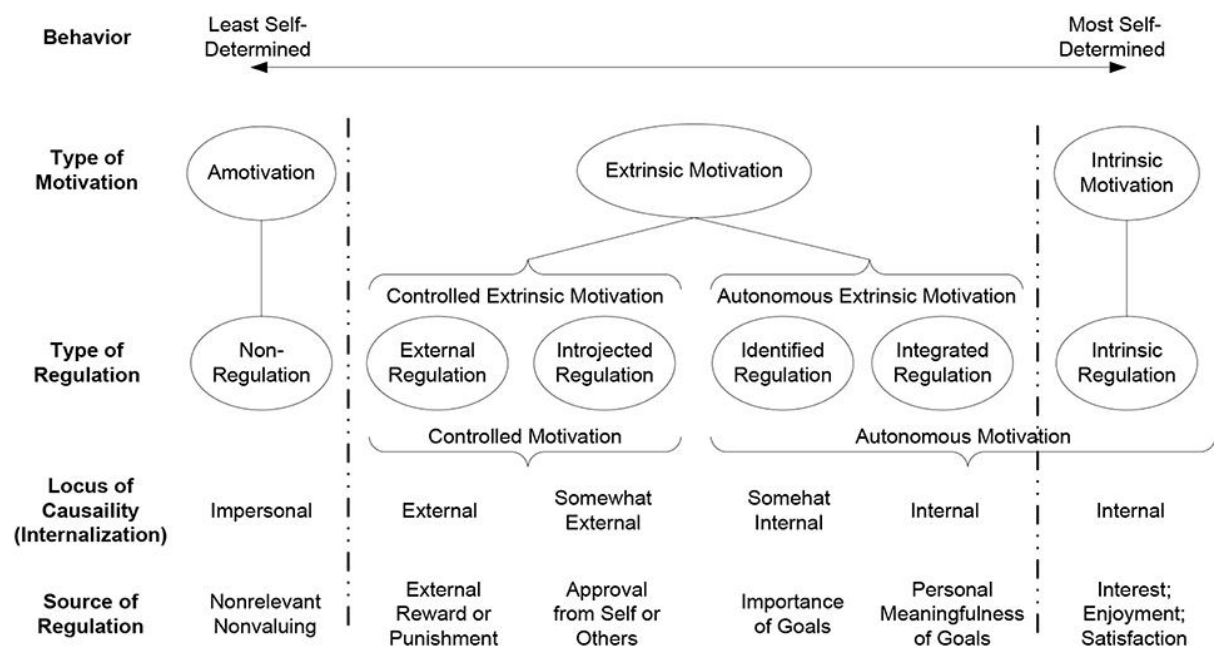 Behavior
Least Self-
Determined
Most Self-
Determined
Type of
Motivation
Amotivation
Extrinsic Motivation
Intrinsic
Motivation
Controlled Extrinsic Motivation
Autonomous Extrinsic Motivation
Type of
Regulation
Non-
Regulation
External
Regulation
Introjected
Regulation
Identified
Regulation
Integrated
Regulation
Intrinsic
Regulation
Controlled Motivation
Autonomous Motivation
Locus of
Causaility
(Internalization)
Impersonal
External
Somewhat
External
Somehat
Internal
Internal
Internal
Source of
Regulation
Nonrelevant
Nonvaluing
External
Reward or
Punishment
Approval
from Self or
Others
Importance
of Goals
Personal
Meaningfulness
of Goals
Interest;
Enjoyment;
Satisfaction